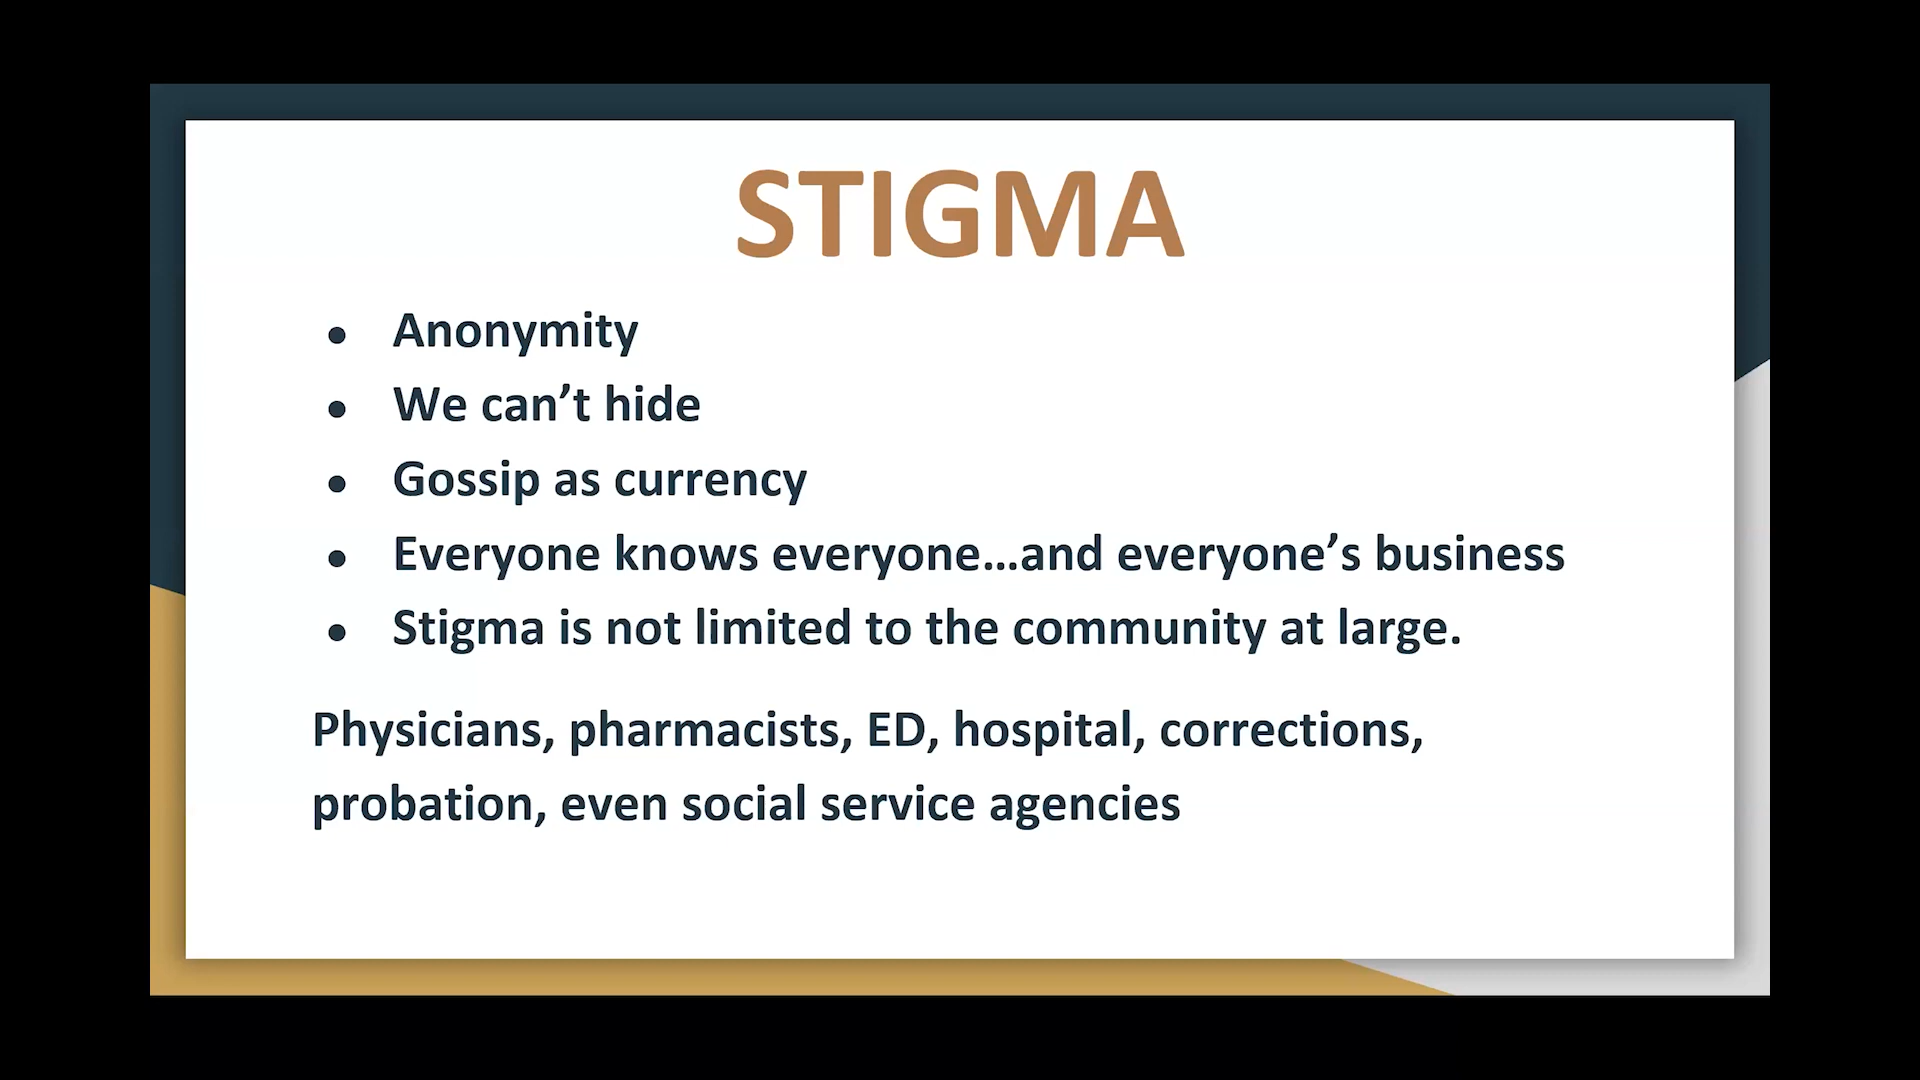 STIGMA
● Anonymity
● We can’t hide
● Gossip as currency
● Everyone knows everyone…and everyone’s business
● Stigma is not limited to the community at large.
Physicians, pharmacists, ED, hospital, corrections,
probation, even social service agencies